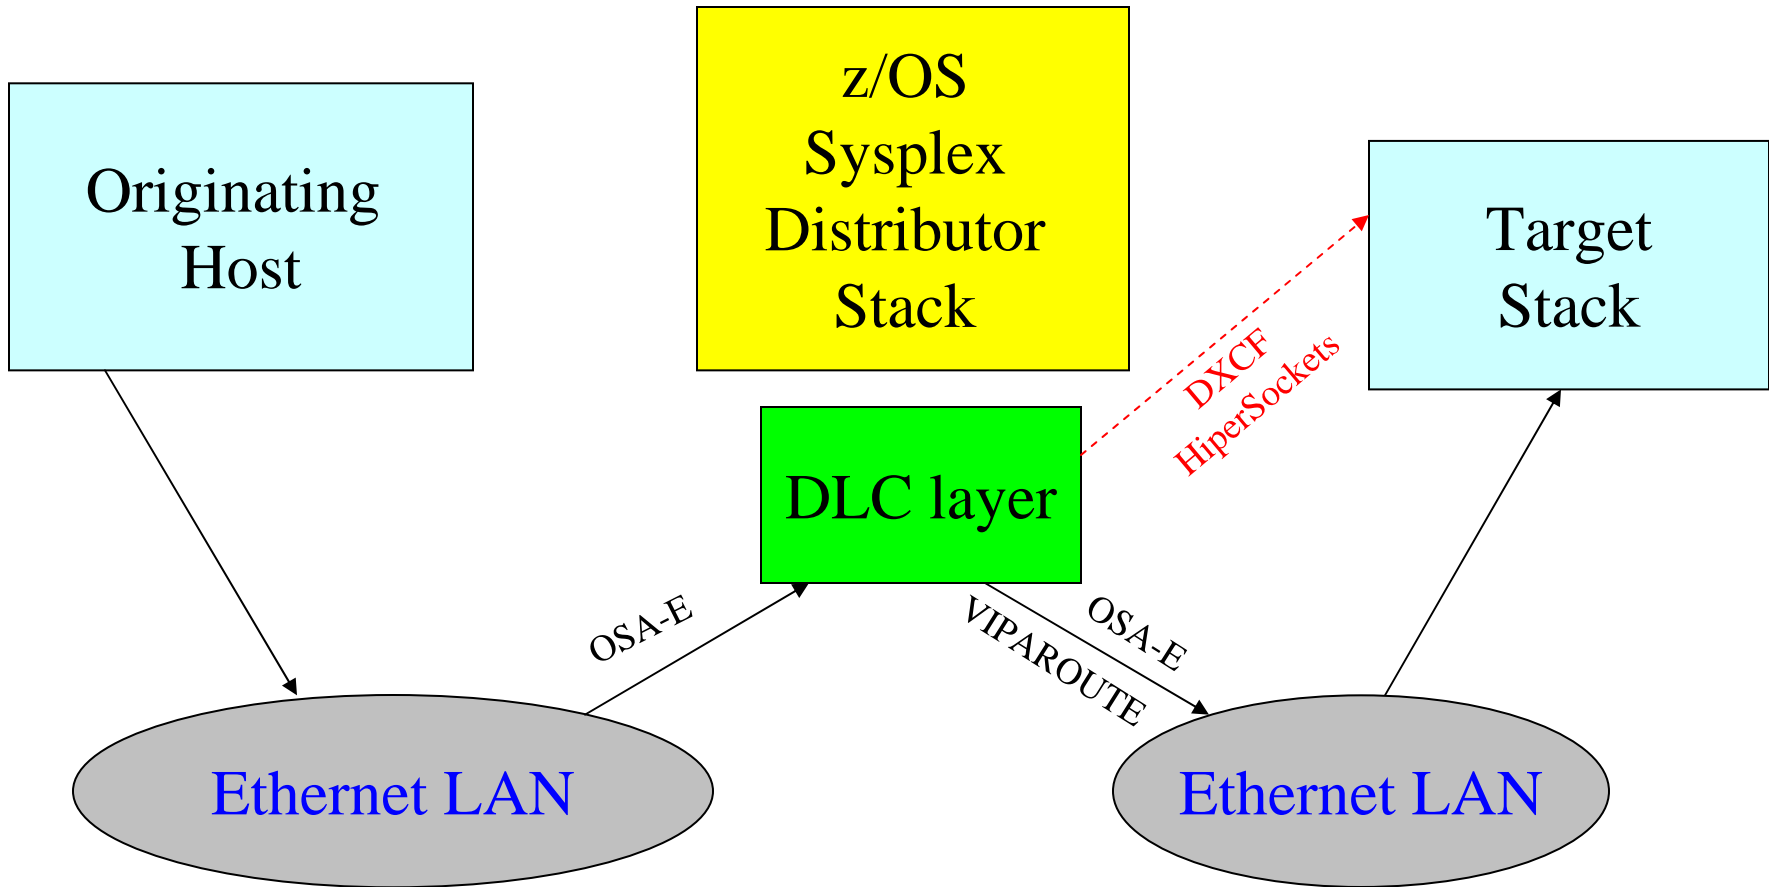 Originating
Host
z/OS
Sysplex
Distributor
Stack
Target
Stack
DXCF
HiperSockets
DLC layer
OSA-E
OSA-E
VIPAROUTE
Ethernet LAN
Ethernet LAN